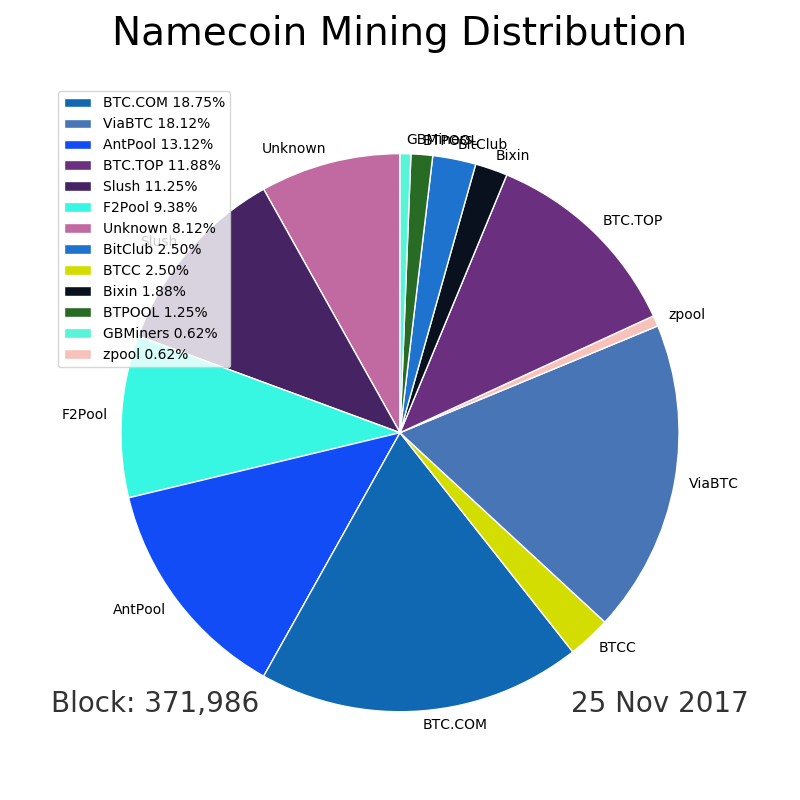 Namecoin Mining Distribution
BTC.COM 18.75%
ViaBTC 18.12%
AntPool 13.12%
BTC.TOP 11.88%
Slush 11.25%
F2Pool 9.38%
Unknown 8.12%
BitClub 2.50%
BTCC 2.50%
Bixin 1.88%
BTPOOL 1.25%
GBMiners 0.62%
zpool 0.62%
GBMiners
BTPOOL
BitClub
Bixin
Unknown
BTC.TOP
Slush
zpool
F2Pool
ViaBTC
AntPool
BTCC
BTC.COM
Block: 371,986
25 Nov 2017